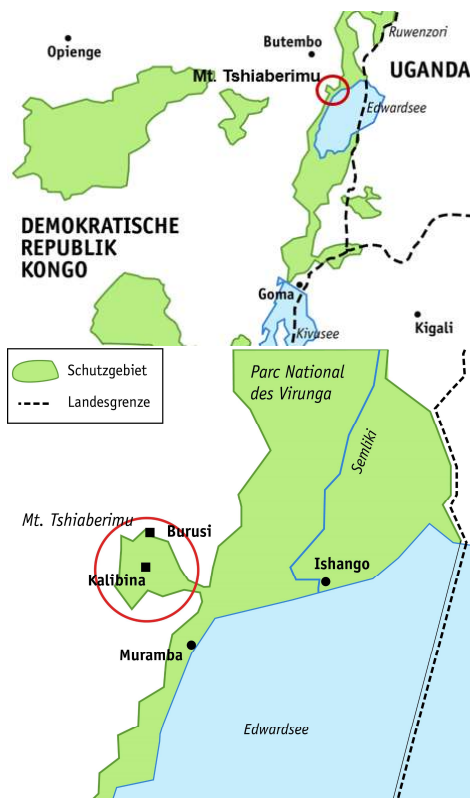 Opienge
Butembo
Ruwenzori
Mt. Tshiaberimu
UGANDA
Edwardsee
DEMOKRATISCHE
REPUBLIK
KONGO
Goma
Kivusee
Kigali
Schutzgebiet
Landesgrenze
Parc National
des Virunga
Semliki
Mt. Tshiaberimu
Burusi
Kalibina
Ishango
Muramba
Edwardsee